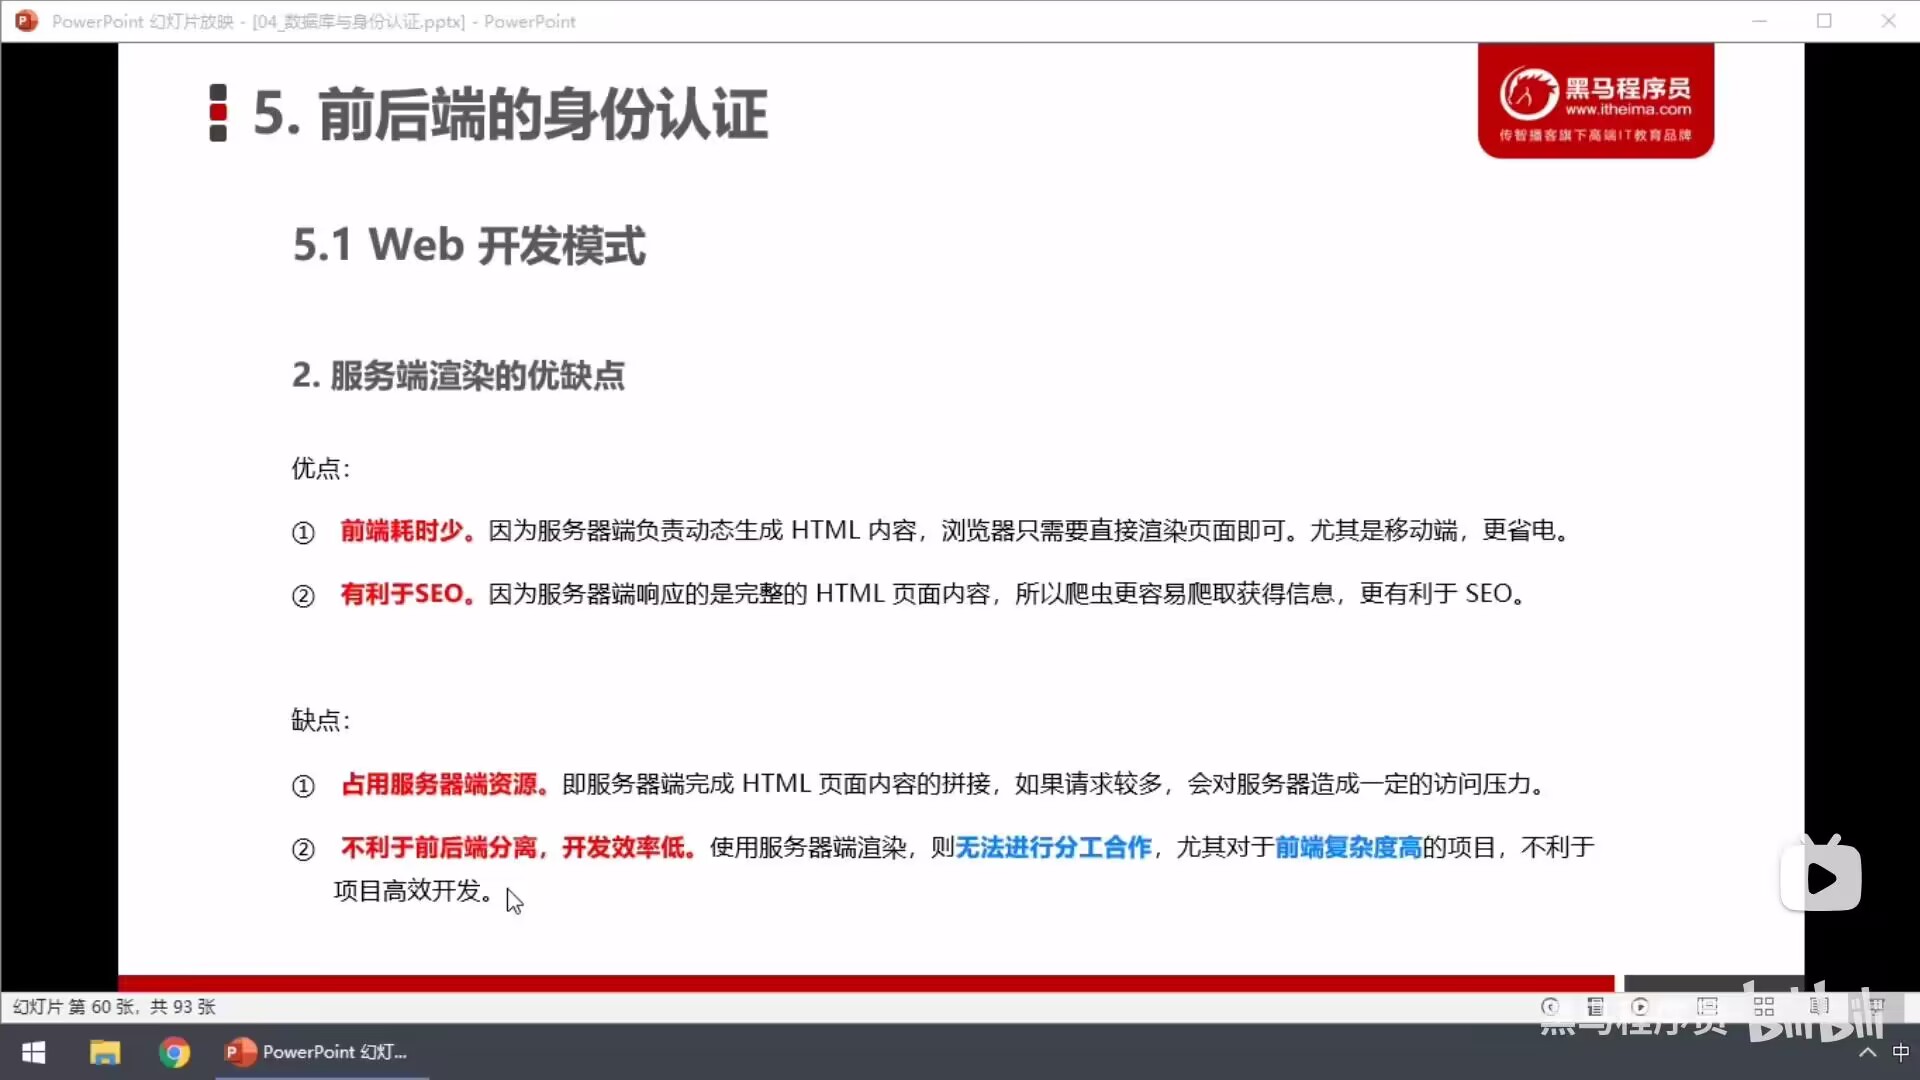 PowerPoint 幻灯片放映 - [04_数据库与身份认证.pptx] - PowerPoint
5. 前后端的身份认证
黑马程序员
www.itheima.com
传智播客旗下高端IT教育品牌
5.1 Web 开发模式
2. 服务端渲染的优缺点
优点：
① 前端耗时少。因为服务器端负责动态生成 HTML 内容，浏览器只需要直接渲染页面即可。尤其是移动端，更省电。
② 有利于SEO。因为服务器端响应的是完整的 HTML 页面内容，所以爬虫更容易爬取获得信息，更有利于 SEO。
缺点：
① 占用服务器端资源。即服务器端完成 HTML 页面内容的拼接，如果请求较多，会对服务器造成一定的访问压力。
② 不利于前后端分离，开发效率低。使用服务器端渲染，则无法进行分工合作，尤其对于前端复杂度高的项目，不利于
项目高效开发。
幻灯片 第 60 张，共 93 张
黑马程序员 bilibili
PowerPoint 幻灯...
中